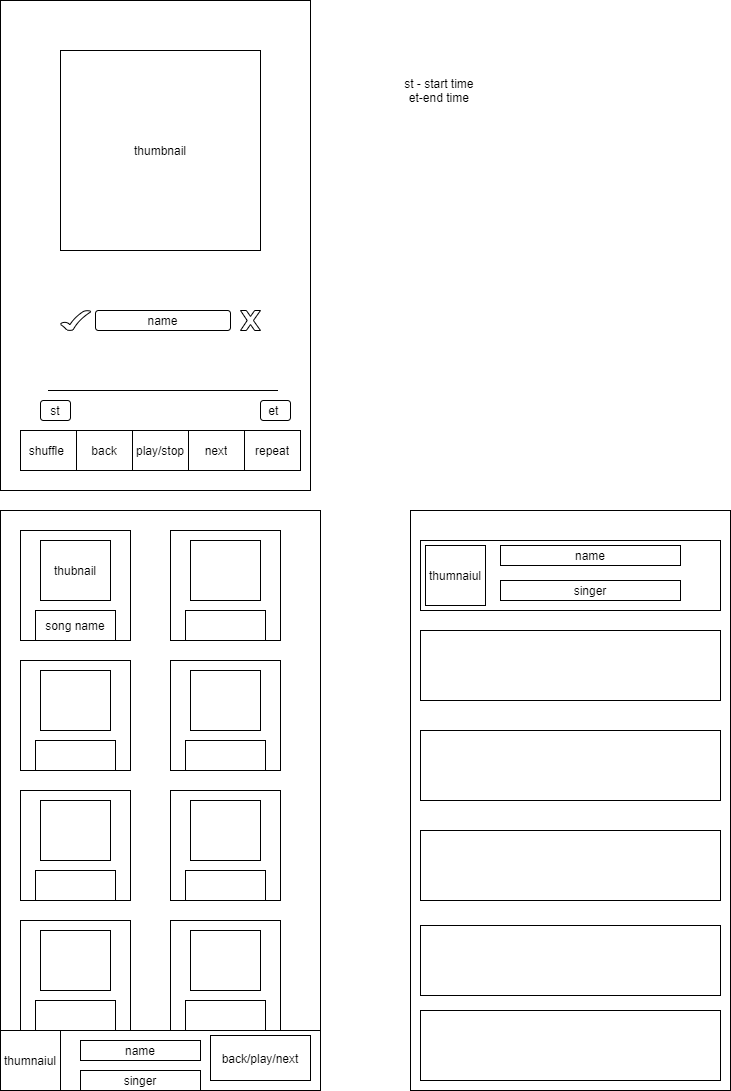 st - start time
et-end time
thumbnail
name
st
et
shuffle
back
play/stop
next
repeat
thubnail
song name
thumnaiul
name
singer
back/play/next
thumnaiul
name
singer